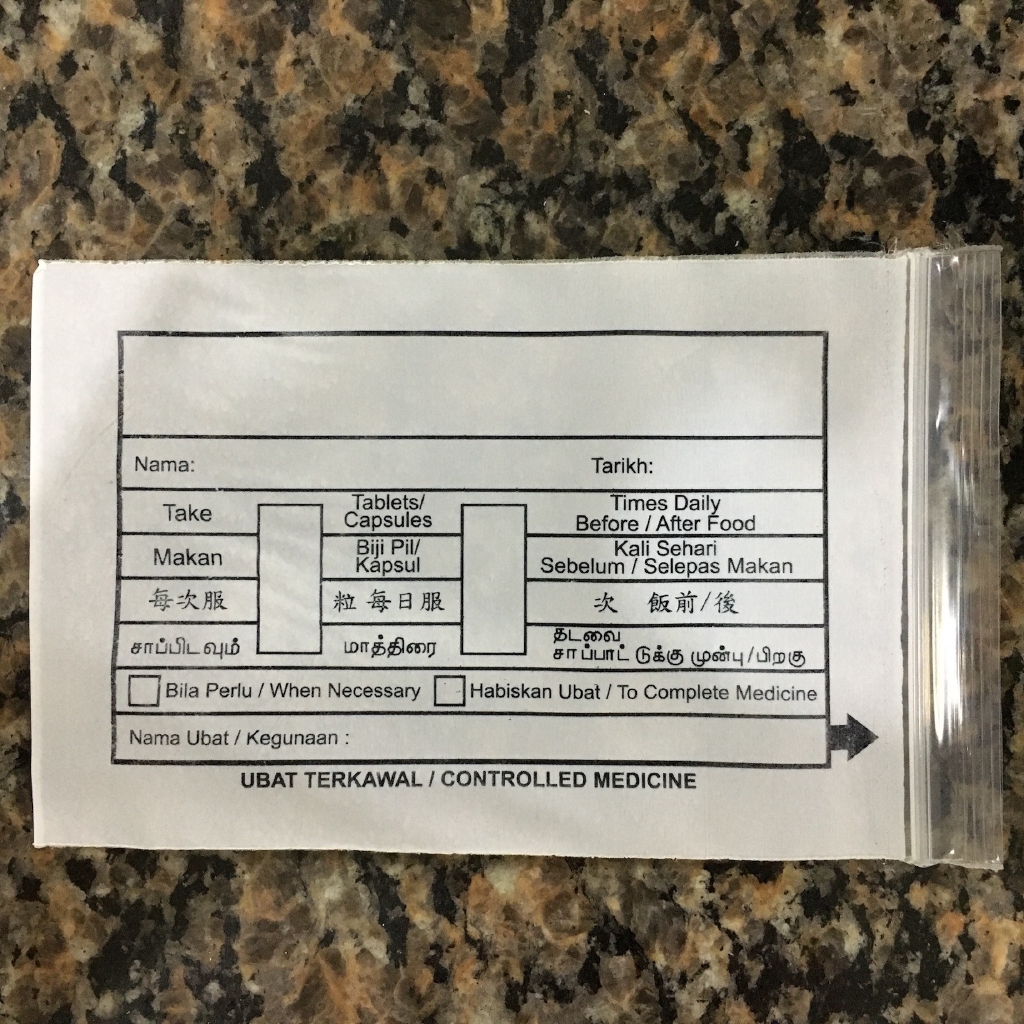 Nama: Tarikh:
Take Tablets/ Capsules Times Daily Before / After Food
Makan Biji Pil/ Kapsul Kali Sehari Sebelum / Selepas Makan
每次服 粒 每日服 次 飯前/後
சாப்பிடவும் மாத்திரை தடவை சாப்பாட்டுக்கு முன்பு/பிறகு
Bila Perlu / When Necessary Habiskan Ubat / To Complete Medicine
Nama Ubat / Kegunaan :
UBAT TERKAWAL / CONTROLLED MEDICINE